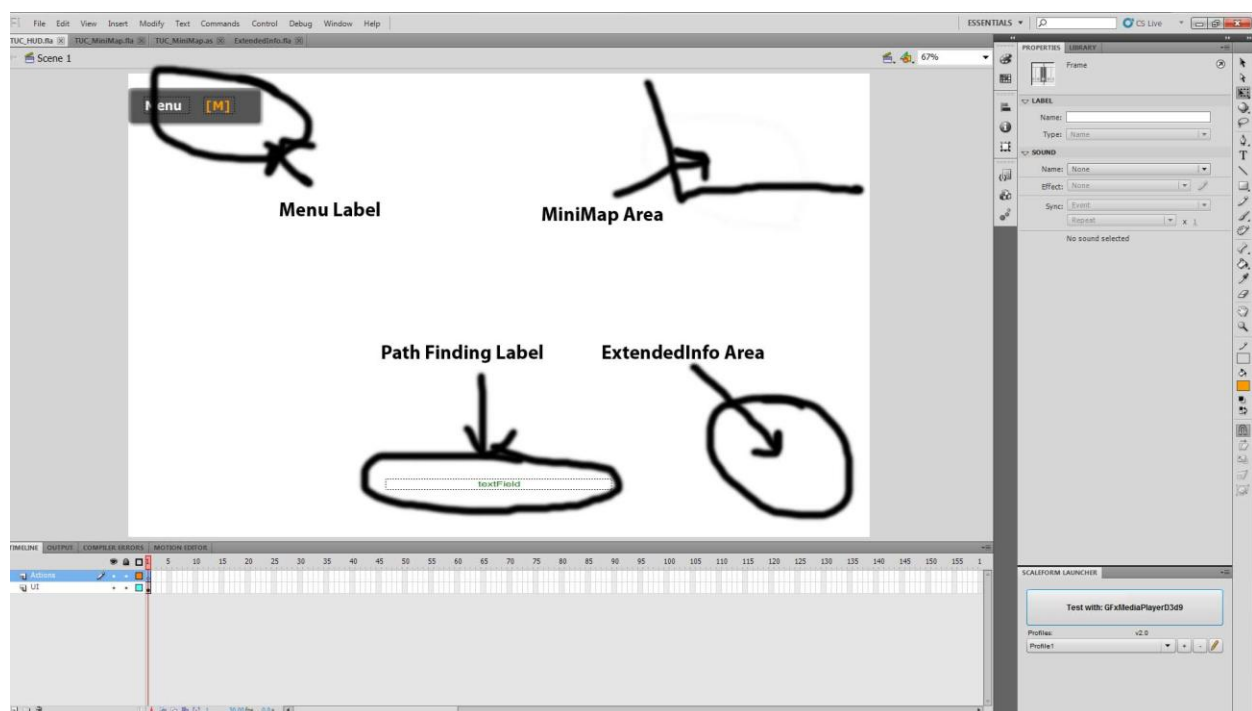 Fl File Edit View Insert Modify Text Commands Control Debug Window Help ESSENTIALS CS Live
TUC_HUD.fla TUC_MiniMap.fla TUC_MiniMap.as ExtendedInfo.fla
Scene 1 67%
PROPERTIES LIBRARY
Frame
LABEL
Name:
Type: Name
SOUND
Name: None
Effect: None
Sync: Event
Repeat x 1
No sound selected
Menu [M]
Menu Label
MiniMap Area
Path Finding Label
ExtendedInfo Area
textField
TIMELINE OUTPUT COMPILER ERRORS MOTION EDITOR
1 5 10 15 20 25 30 35 40 45 50 55 60 65 70 75 80 85 90 95 100 105 110 115 120 125 130 135 140 145 150 155 1
Actions
UI
SCALEFORM LAUNCHER
Test with: GFxMediaPlayerD3d9
Profiles: v2.0
Profile1 + -